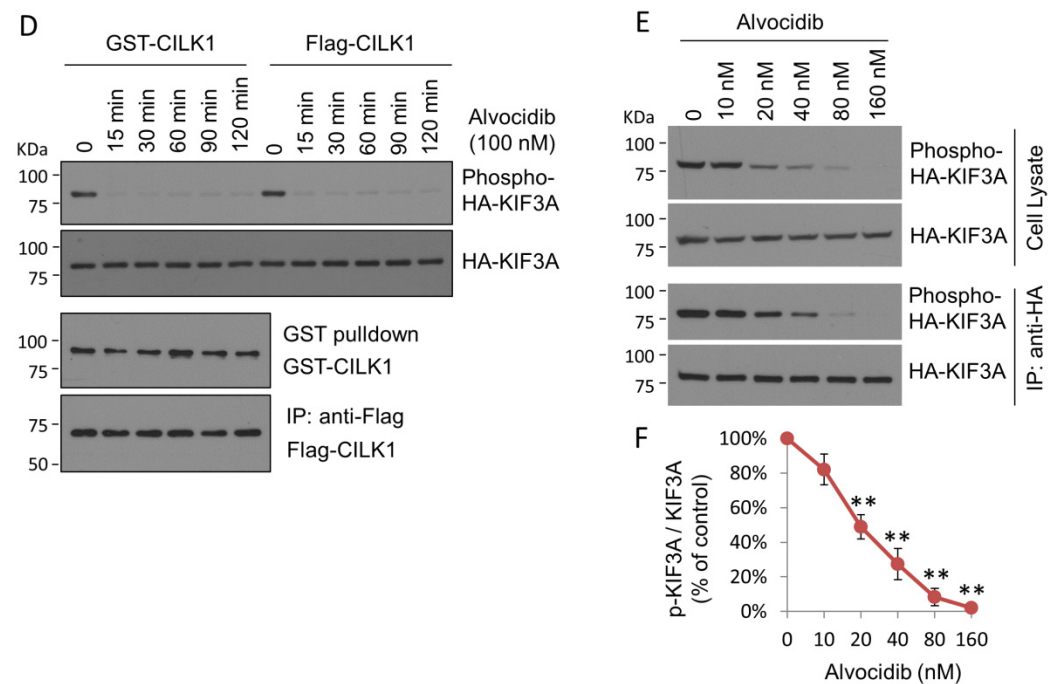 D
GST-CILK1 Flag-CILK1
0 15 min 30 min 60 min 90 min 120 min 0 15 min 30 min 60 min 90 min 120 min
Alvocidib
(100 nM)
KDa
100
75
Phospho-
HA-KIF3A
100
75
HA-KIF3A
100
75
GST pulldown
GST-CILK1
75
50
IP: anti-Flag
Flag-CILK1
E
Alvocidib
0 10 nM 20 nM 40 nM 80 nM 160 nM
KDa
100
75
Phospho-
HA-KIF3A
100
75
HA-KIF3A
Cell Lysate
100
75
Phospho-
HA-KIF3A
100
75
HA-KIF3A
IP: anti-HA
F
p-KIF3A / KIF3A
(% of control)
100%
80%
60%
40%
20%
0%
** ** ** **
0 10 20 40 80 160
Alvocidib (nM)